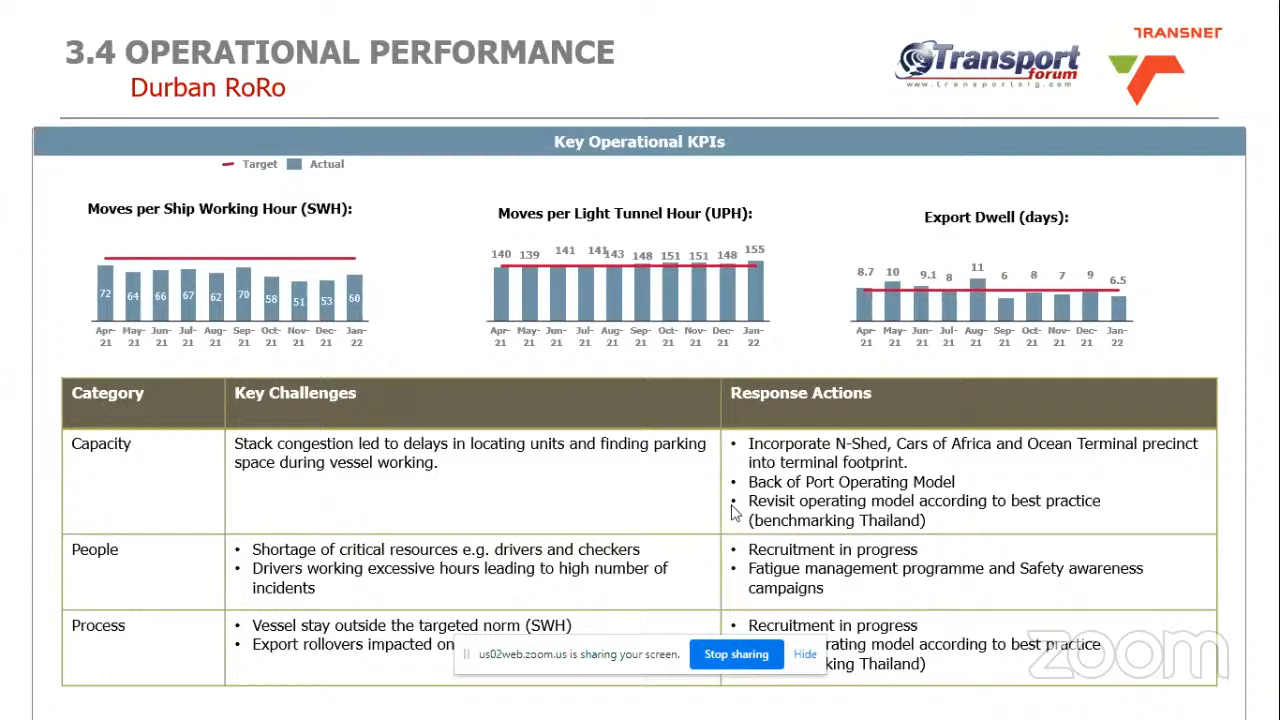 3.4 OPERATIONAL PERFORMANCE
Durban RoRo
Transport
forum
www.transportsig.com
TRANSNET
Key Operational KPIs
Target Actual
Moves per Ship Working Hour (SWH):
72 64 66 67 62 70 58 51 53 60
Apr-21 May-21 Jun-21 Jul-21 Aug-21 Sep-21 Oct-21 Nov-21 Dec-21 Jan-22
Moves per Light Tunnel Hour (UPH):
140 139 141 141 143 148 151 151 148 155
Apr-21 May-21 Jun-21 Jul-21 Aug-21 Sep-21 Oct-21 Nov-21 Dec-21 Jan-22
Export Dwell (days):
8.7 10 9.1 8 11 6 8 7 9 6.5
Apr-21 May-21 Jun-21 Jul-21 Aug-21 Sep-21 Oct-21 Nov-21 Dec-21 Jan-22
Category Key Challenges Response Actions
Capacity
Stack congestion led to delays in locating units and finding parking
space during vessel working.
• Incorporate N-Shed, Cars of Africa and Ocean Terminal precinct
into terminal footprint.
• Back of Port Operating Model
• Revisit operating model according to best practice
(benchmarking Thailand)
People
• Shortage of critical resources e.g. drivers and checkers
• Drivers working excessive hours leading to high number of
incidents
• Recruitment in progress
• Fatigue management programme and Safety awareness
campaigns
Process
• Vessel stay outside the targeted norm (SWH)
• Export rollovers impacted on
• Recruitment in progress
operating model according to best practice
Thailand)
us02web.zoom.us is sharing your screen. Stop sharing Hide
zoom